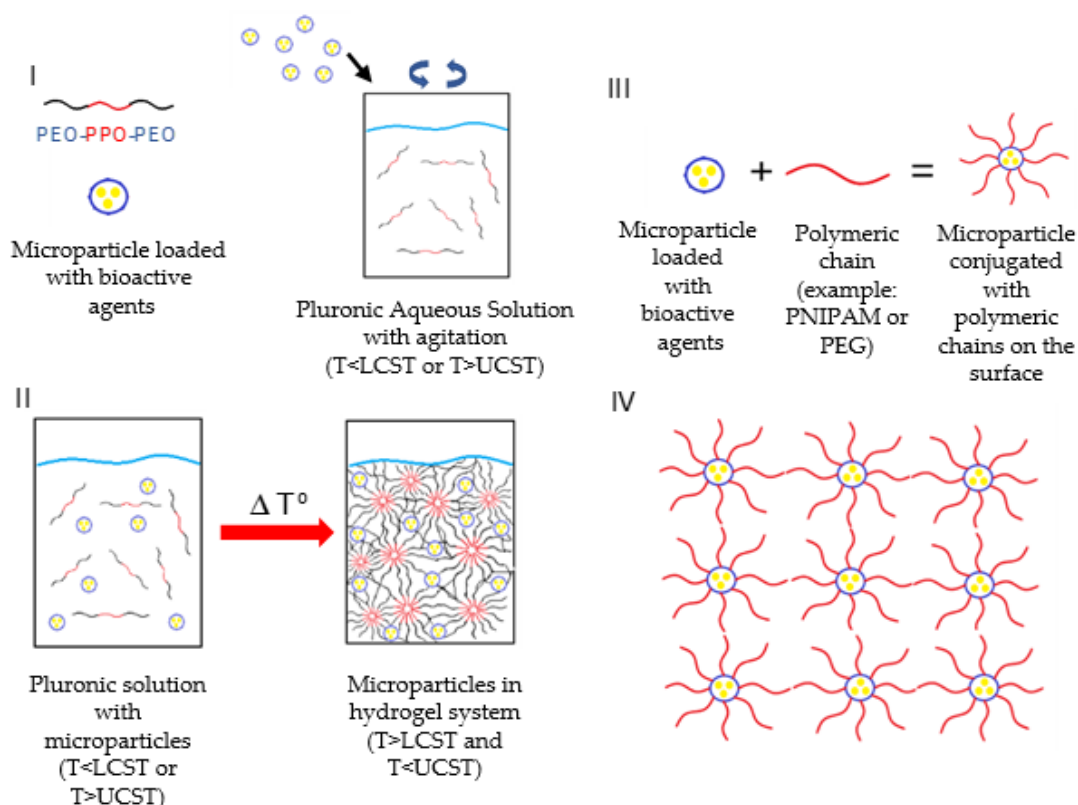 I
PEO-PPO-PEO
Microparticle loaded
with bioactive
agents
Pluronic Aqueous Solution
with agitation
(T<LCST or T>UCST)
II
Δ T⁰
Pluronic solution
with
microparticles
(T<LCST or
T>UCST)
Microparticles in
hydrogel system
(T>LCST and
T<UCST)
III
+
=
Microparticle
loaded
with
bioactive
agents
Polymeric
chain
(example:
PNIPAM or
PEG)
Microparticle
conjugated
with
polymeric
chains on the
surface
IV